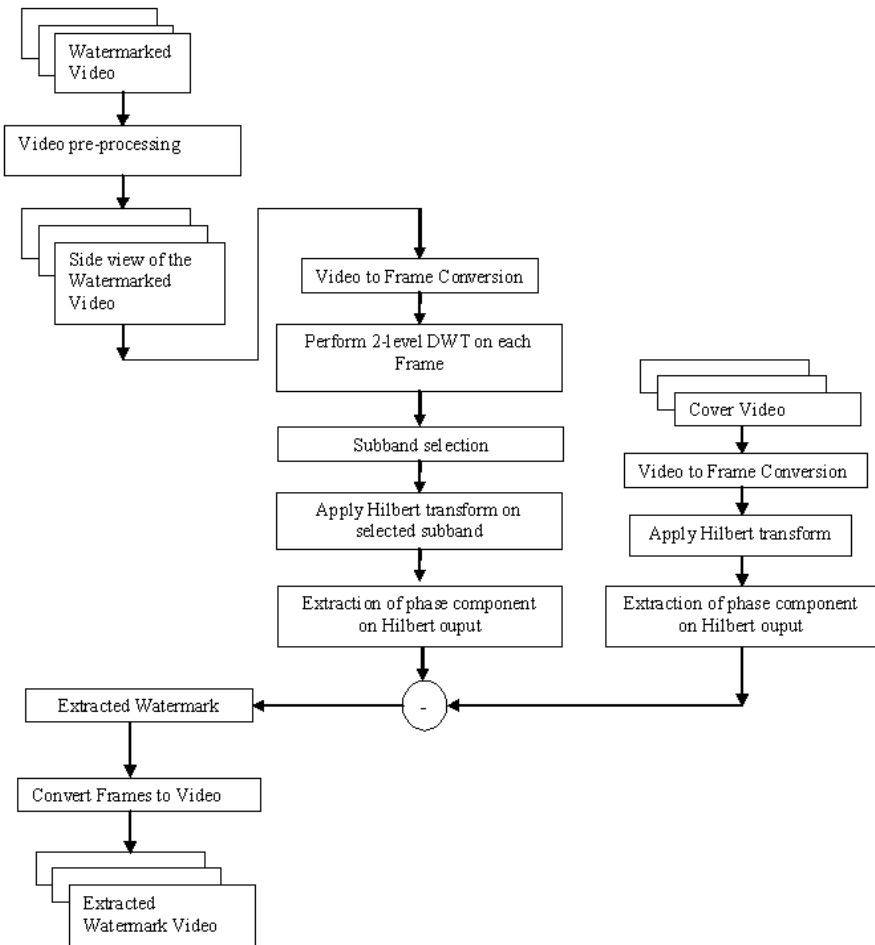 Watermarked
Video
Video pre-processing
Side view of the
Watermarked
Video
Video to Frame Conversion
Perform 2-level DWT on each
Frame
Subband selection
Apply Hilbert transform on
selected subband
Extraction of phase component
on Hilbert ouput
Cover Video
Video to Frame Conversion
Apply Hilbert transform
Extraction of phase component
on Hilbert ouput
-
Extracted Watermark
Convert Frames to Video
Extracted
Watermark Video